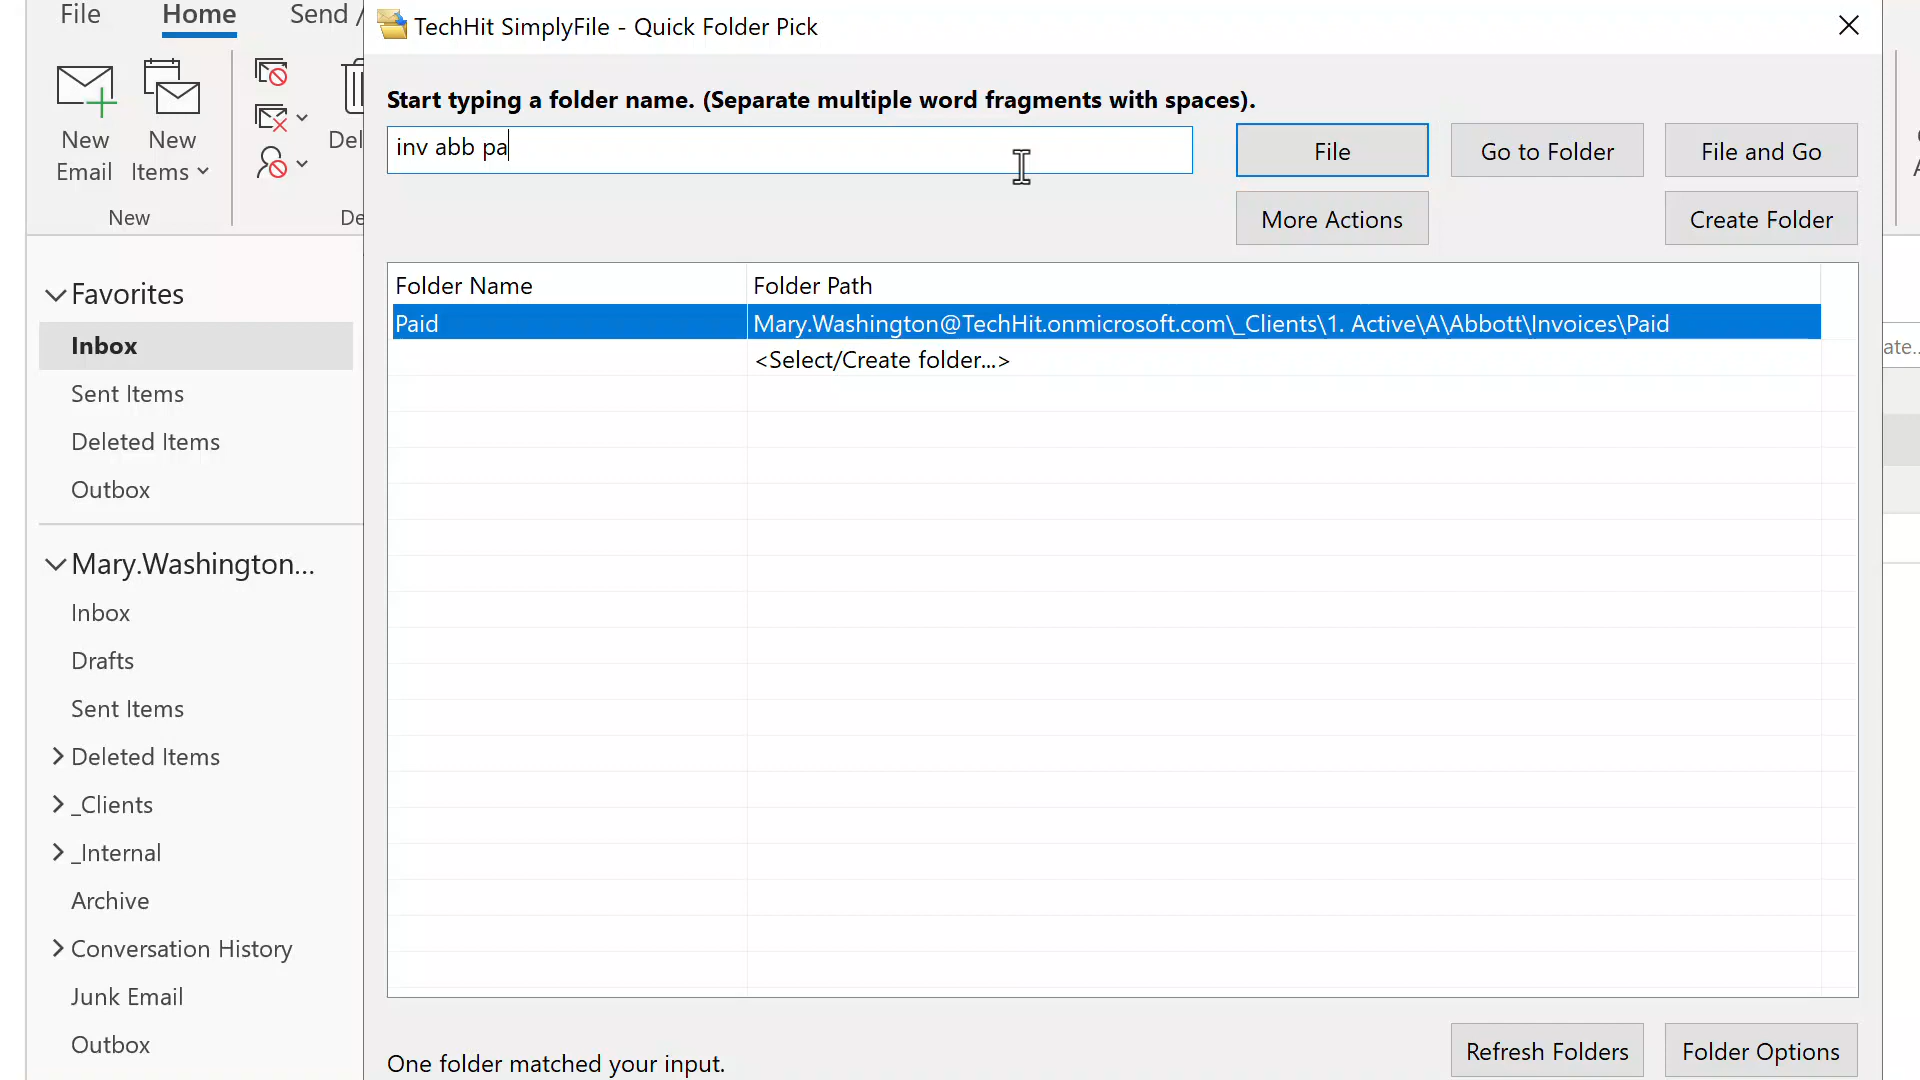 File Home Send /
New Email
New Items
Del
New
De
Favorites
Inbox
Sent Items
Deleted Items
Outbox
Mary.Washington...
Inbox
Drafts
Sent Items
Deleted Items
_Clients
_Internal
Archive
Conversation History
Junk Email
Outbox
TechHit SimplyFile - Quick Folder Pick
Start typing a folder name. (Separate multiple word fragments with spaces).
inv abb pa
File Go to Folder File and Go
More Actions Create Folder
Folder Name Folder Path
Paid Mary.Washington@TechHit.onmicrosoft.com\_Clients\1. Active\A\Abbott\Invoices\Paid
<Select/Create folder...>
One folder matched your input.
Refresh Folders Folder Options
ate...